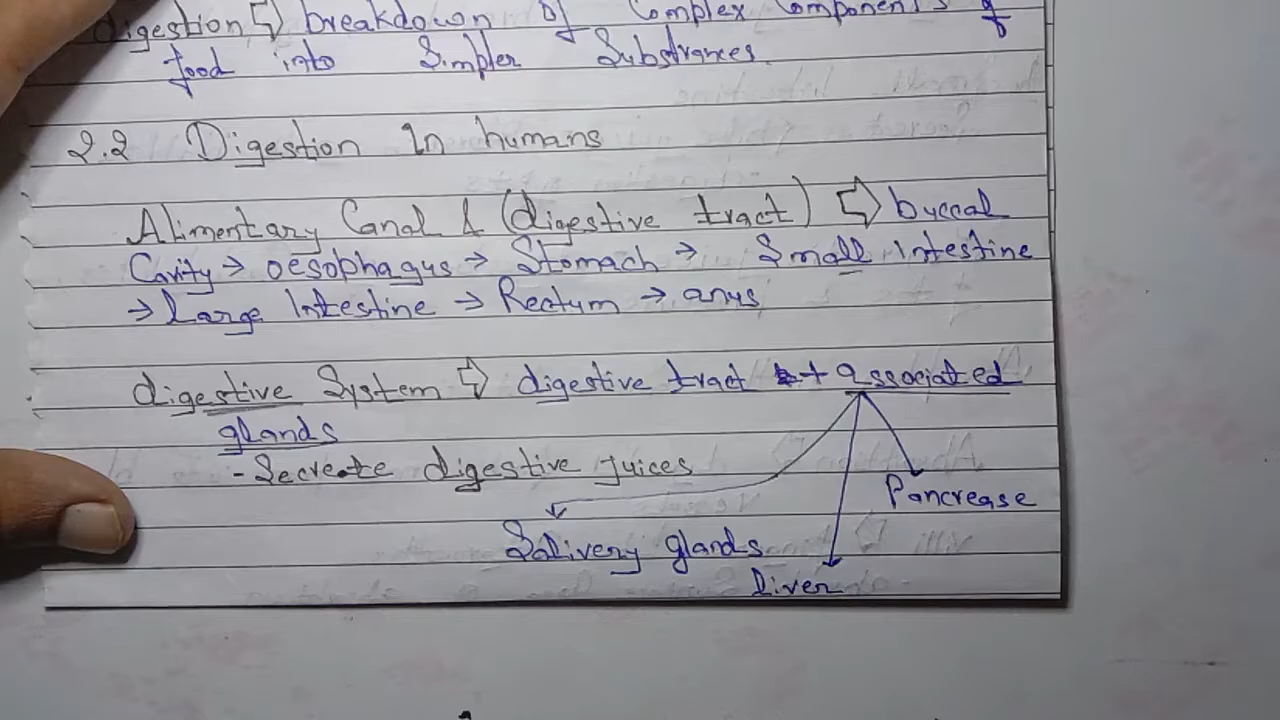 digestion ⇨ breakdown of Complex Components of
food into Simpler Substances.
2.2 Digestion In humans
Alimentary Canal & (digestive tract) ⇨ buccal
Cavity → oesophagus → Stomach → Small intestine
→ Large Intestine → Rectum → anus
digestive System ⇨ digestive tract + associated
glands
- Secreate digestive juices
Pancrease
Salivery glands
Liver